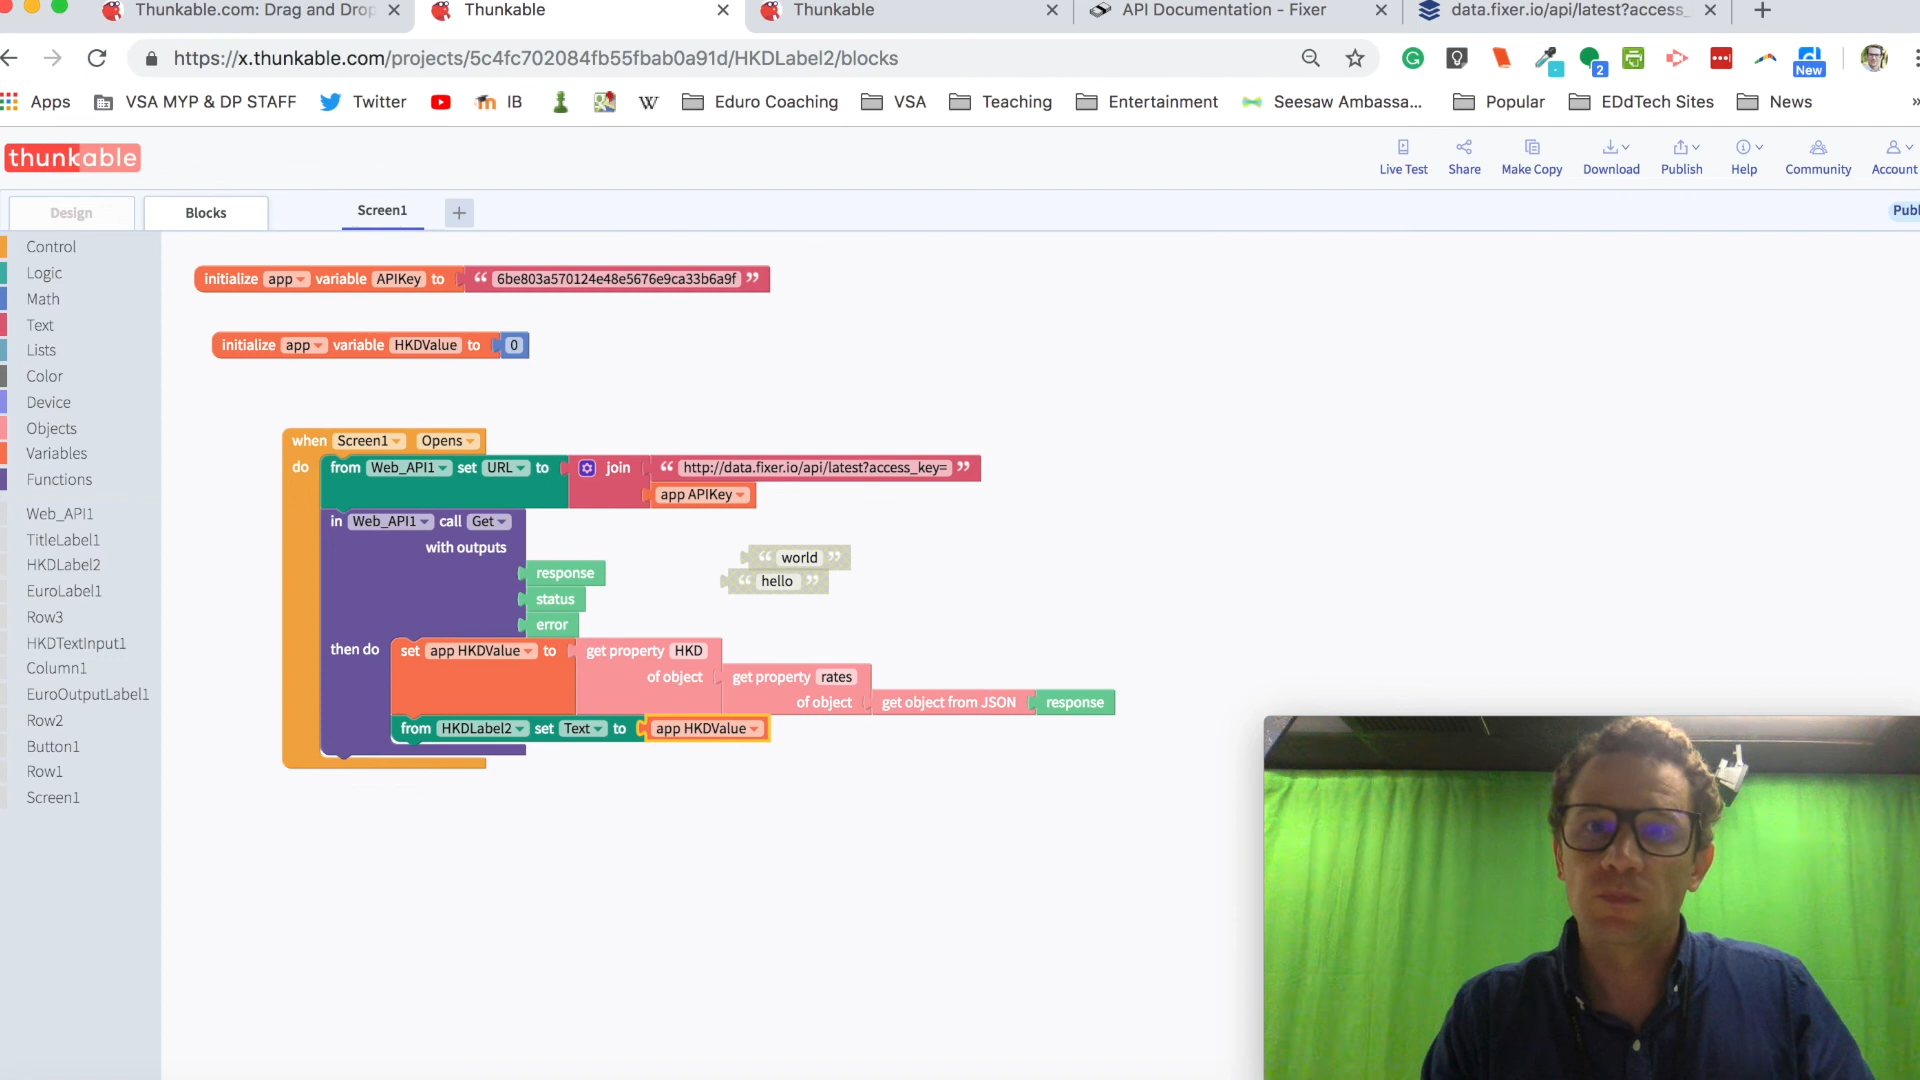 Thunkable.com: Drag and Drop
Thunkable
Thunkable
API Documentation - Fixer
data.fixer.io/api/latest?access_
https://x.thunkable.com/projects/5c4fc702084fb55fbab0a91d/HKDLabel2/blocks
2
New
Apps
VSA MYP & DP STAFF
Twitter
IB
W
Eduro Coaching
VSA
Teaching
Entertainment
Seesaw Ambassa...
Popular
EDdTech Sites
News
»
thunkable
Live Test
Share
Make Copy
Download
Publish
Help
Community
Account
Design
Blocks
Screen1
+
Publ
Control
Logic
Math
Text
Lists
Color
Device
Objects
Variables
Functions
Web_API1
TitleLabel1
HKDLabel2
EuroLabel1
Row3
HKDTextInput1
Column1
EuroOutputLabel1
Row2
Button1
Row1
Screen1
initialize app variable APIKey to “ 6be803a570124e48e5676e9ca33b6a9f ”
initialize app variable HKDValue to 0
when Screen1 Opens
do from Web_API1 set URL to join “ http://data.fixer.io/api/latest?access_key= ”
app APIKey
in Web_API1 call Get
with outputs
response
status
error
“ world ”
“ hello ”
then do set app HKDValue to get property HKD
of object get property rates
of object get object from JSON response
from HKDLabel2 set Text to app HKDValue